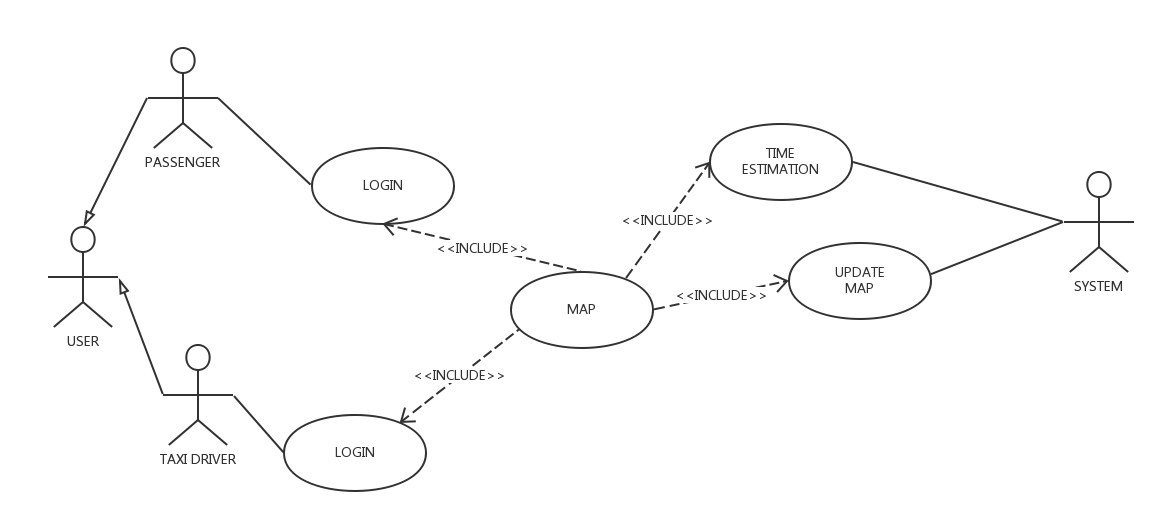 PASSENGER
LOGIN
TIME
ESTIMATION
<<INCLUDE>>
<<INCLUDE>>
UPDATE
MAP
SYSTEM
<<INCLUDE>>
MAP
USER
<<INCLUDE>>
TAXI DRIVER
LOGIN